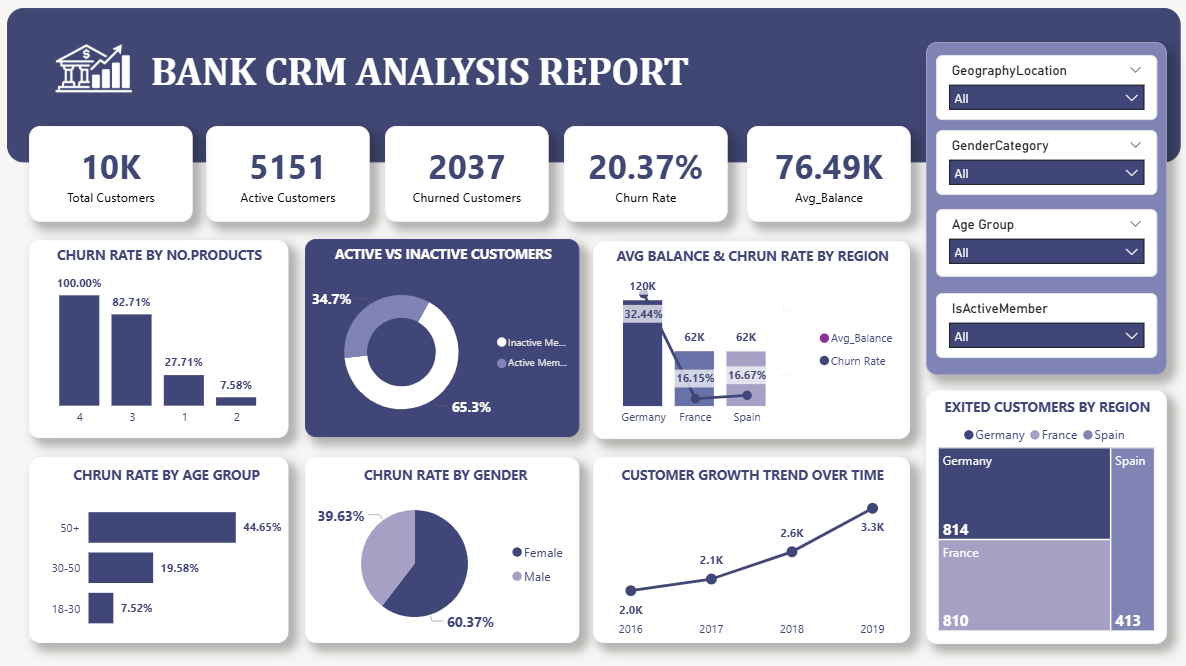 BANK CRM ANALYSIS REPORT
GeographyLocation
All
GenderCategory
All
Age Group
All
IsActiveMember
All
10K
Total Customers
5151
Active Customers
2037
Churned Customers
20.37%
Churn Rate
76.49K
Avg_Balance
CHURN RATE BY NO.PRODUCTS
100.00%
82.71%
27.71%
7.58%
4 3 1 2
ACTIVE VS INACTIVE CUSTOMERS
34.7%
65.3%
Inactive Me...
Active Mem...
AVG BALANCE & CHRUN RATE BY REGION
120K
32.44%
62K
16.15%
62K
16.67%
Germany France Spain
Avg_Balance
Churn Rate
EXITED CUSTOMERS BY REGION
Germany France Spain
Germany
814
France
810
Spain
413
CHRUN RATE BY AGE GROUP
50+ 44.65%
30-50 19.58%
18-30 7.52%
CHRUN RATE BY GENDER
39.63%
60.37%
Female
Male
CUSTOMER GROWTH TREND OVER TIME
2.0K
2.1K
2.6K
3.3K
2016 2017 2018 2019